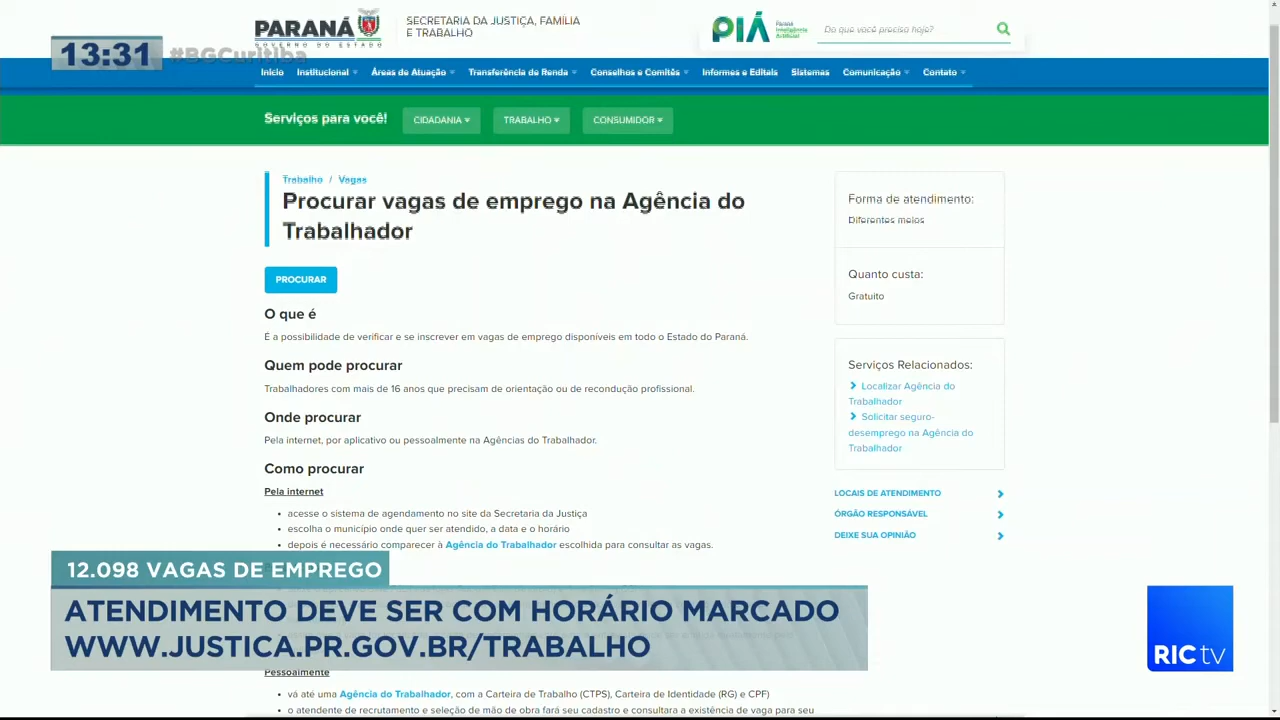 PARANÁ
GOVERNO DO ESTADO
SECRETARIA DA JUSTIÇA, FAMÍLIA
E TRABALHO
PIÁ
Paraná
Inteligência
Artificial
Do que você precisa hoje?
13:31
#BGCuritiba
Início
Institucional
Áreas de Atuação
Transferência de Renda
Conselhos e Comitês
Informes e Editais
Sistemas
Comunicação
Contato
Serviços para você!
CIDADANIA
TRABALHO
CONSUMIDOR
Trabalho / Vagas
Procurar vagas de emprego na Agência do
Trabalhador
PROCURAR
O que é
É a possibilidade de verificar e se inscrever em vagas de emprego disponíveis em todo o Estado do Paraná.
Quem pode procurar
Trabalhadores com mais de 16 anos que precisam de orientação ou de recondução profissional.
Onde procurar
Pela internet, por aplicativo ou pessoalmente na Agências do Trabalhador.
Como procurar
Pela internet
acesse o sistema de agendamento no site da Secretaria da Justiça
escolha o município onde quer ser atendido, a data e o horário
depois é necessário comparecer à Agência do Trabalhador escolhida para consultar as vagas.
Forma de atendimento:
Diferentes meios
Quanto custa:
Gratuito
Serviços Relacionados:
Localizar Agência do
Trabalhador
Solicitar seguro-
desemprego na Agência do
Trabalhador
LOCAIS DE ATENDIMENTO
ÓRGÃO RESPONSÁVEL
DEIXE SUA OPINIÃO
12.098 VAGAS DE EMPREGO
ATENDIMENTO DEVE SER COM HORÁRIO MARCADO
WWW.JUSTICA.PR.GOV.BR/TRABALHO
RIC tv
Pessoalmente
vá até uma Agência do Trabalhador, com a Carteira de Trabalho (CTPS), Carteira de Identidade (RG) e CPF)
o atendente de recrutamento e seleção de mão de obra fará seu cadastro e consultara a existência de vaga para seu